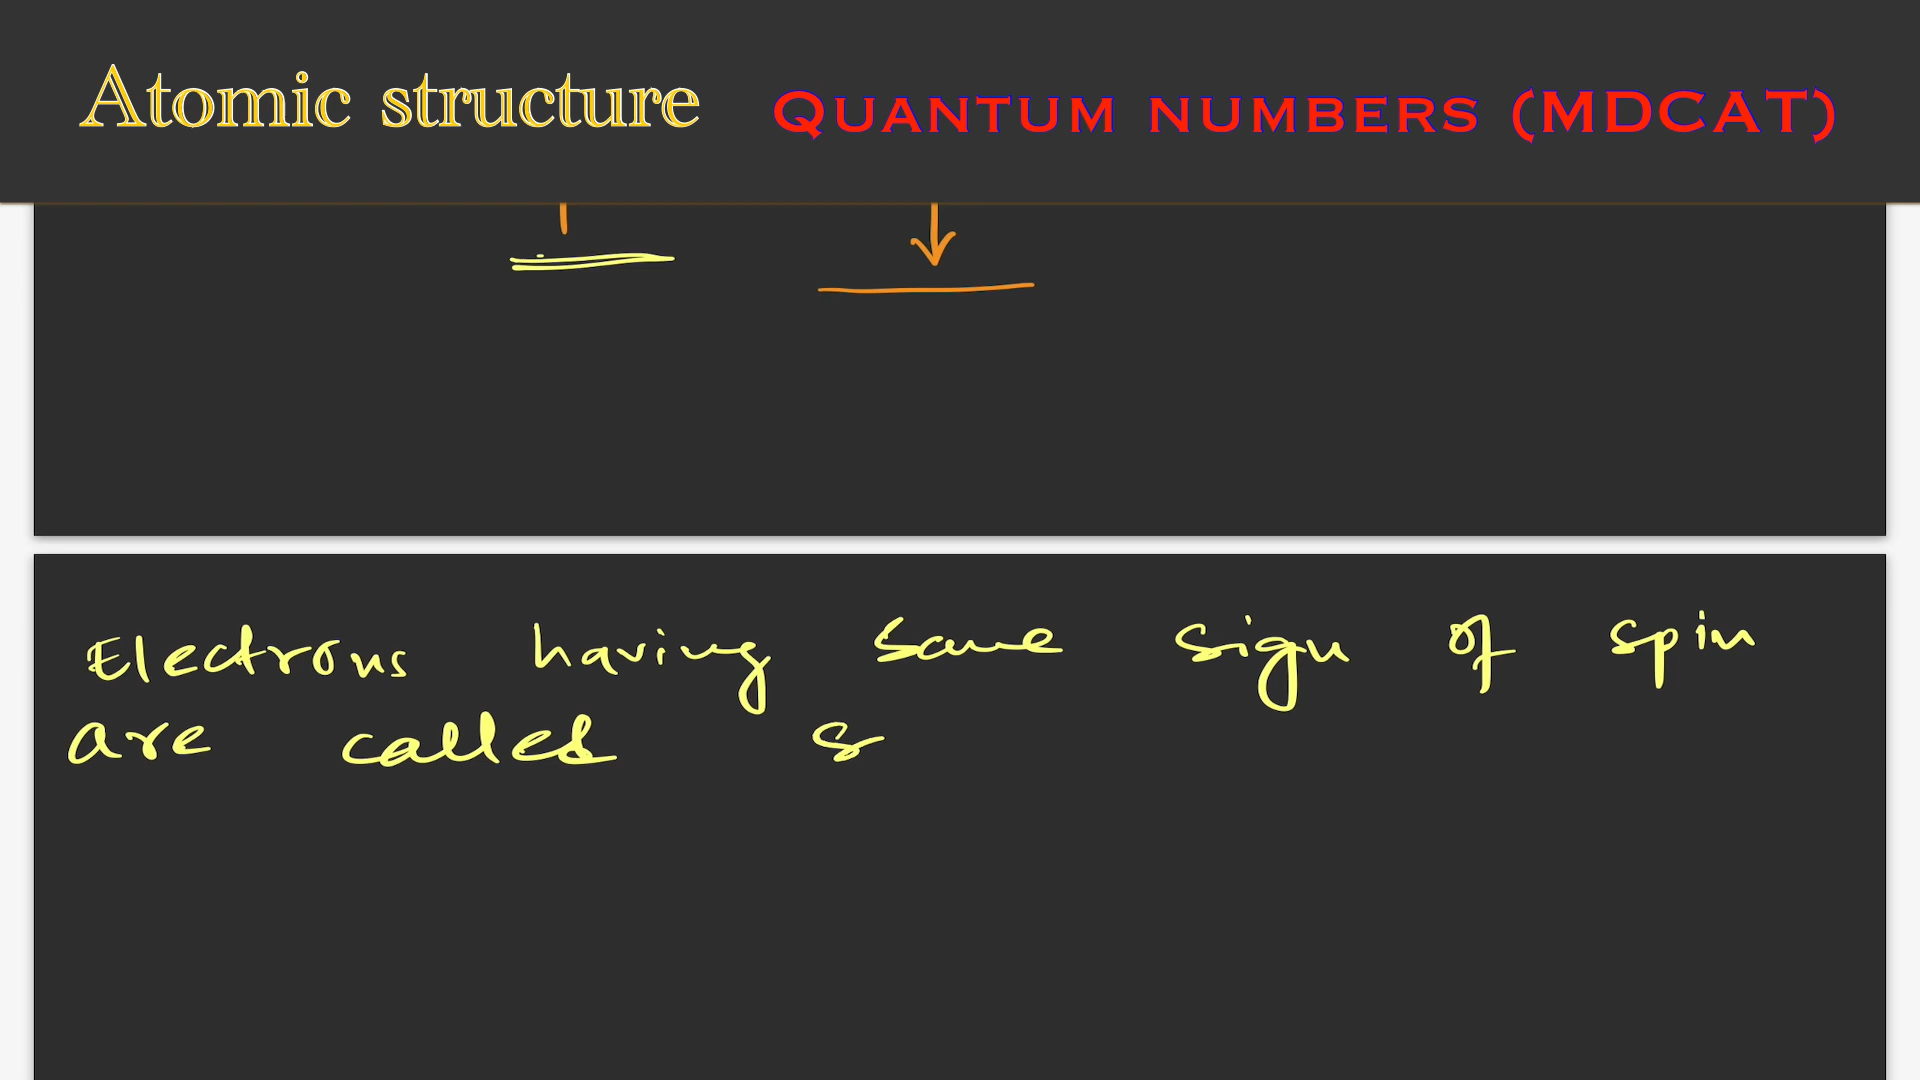 Atomic structure QUANTUM NUMBERS (MDCAT)
Electrons having same sign of spin
are called s